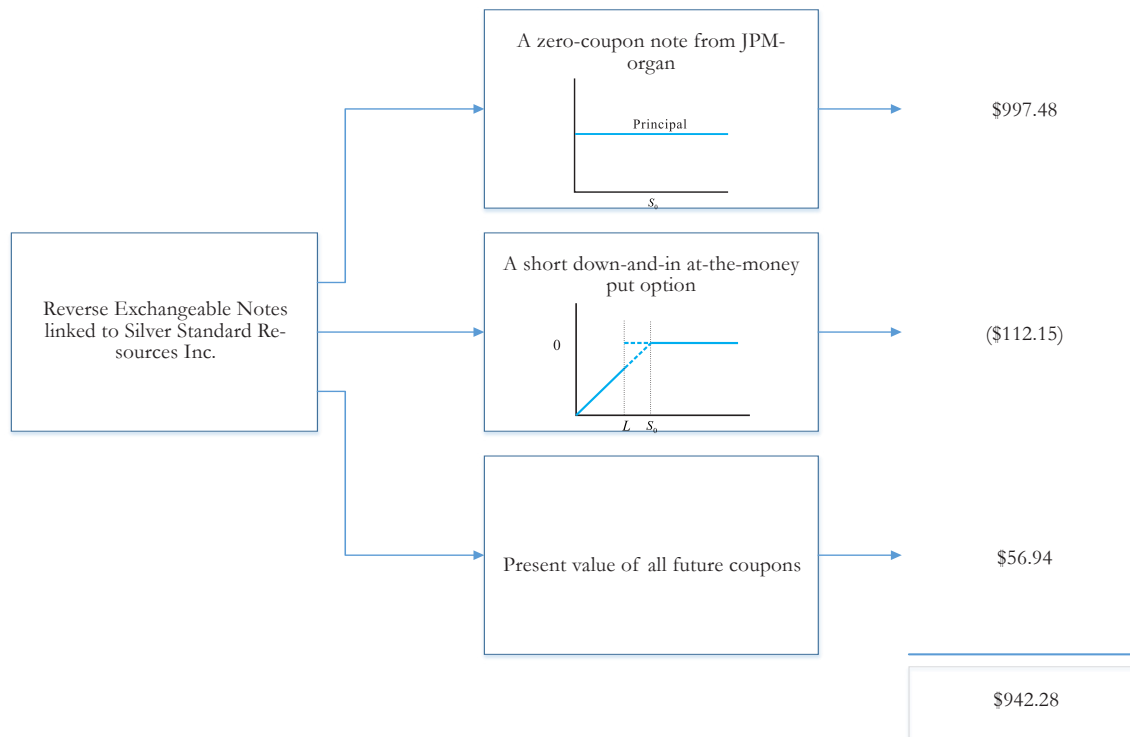 A zero-coupon note from JPM-
organ
Principal
S₀
$997.48
Reverse Exchangeable Notes
linked to Silver Standard Re-
sources Inc.
A short down-and-in at-the-money
put option
0
L
S₀
($112.15)
Present value of all future coupons
$56.94
$942.28